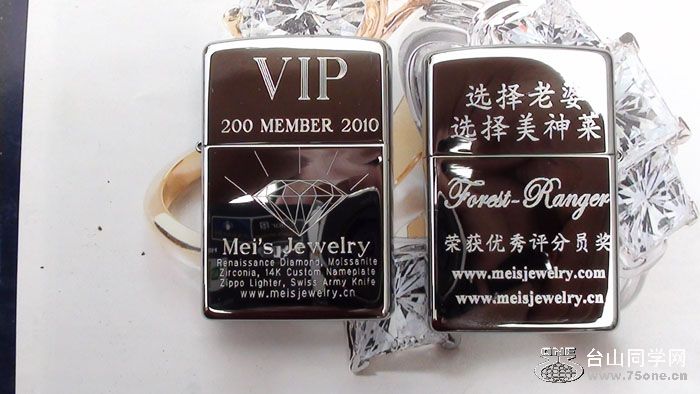 VIP
200 MEMBER 2010
Mei's Jewelry
Renaissance Diamond, Moissanite
Zirconia, 14K Custom Nameplate
Zippo Lighter, Swiss Army Knife
www.meisjewelry.cn
选择老婆
选择美神莱
Forest-Ranger
荣获优秀评分员奖
www.meisjewelry.com
www.meisjewelry.cn
ONE
台山同学网
www.75one.cn